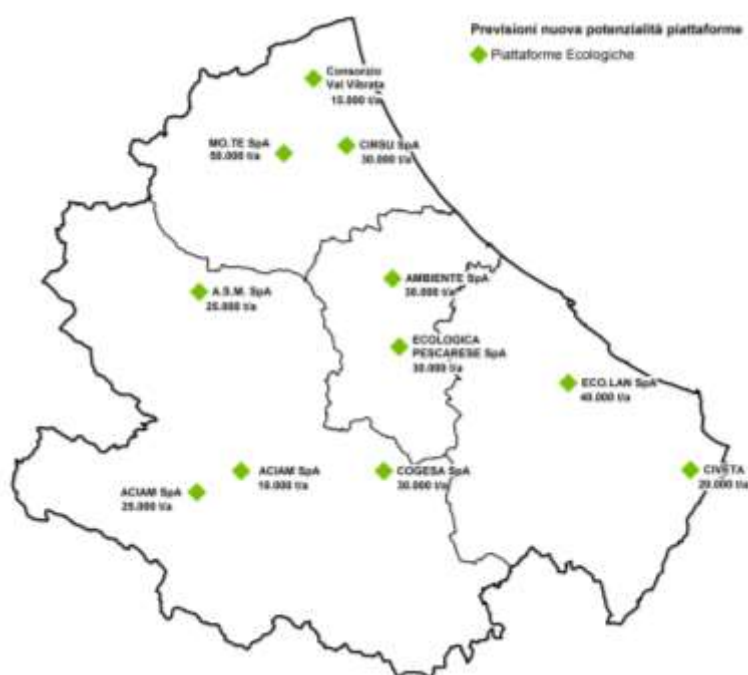 Previsioni nuova potenzialità piattaforme
Piattaforme Ecologiche
Consorzio
Val Vibrata
15.000 t/a
MO.TE SpA
50.000 t/a
CIRSU SpA
30.000 t/a
A.S.M. SpA
25.000 t/a
AMBIENTE SpA
30.000 t/a
ECOLOGICA
PESCARESE SpA
30.000 t/a
ECO.LAN SpA
40.000 t/a
ACIAM SpA
10.000 t/a
ACIAM SpA
25.000 t/a
COGESA SpA
30.000 t/a
CIVETA
20.000 t/a